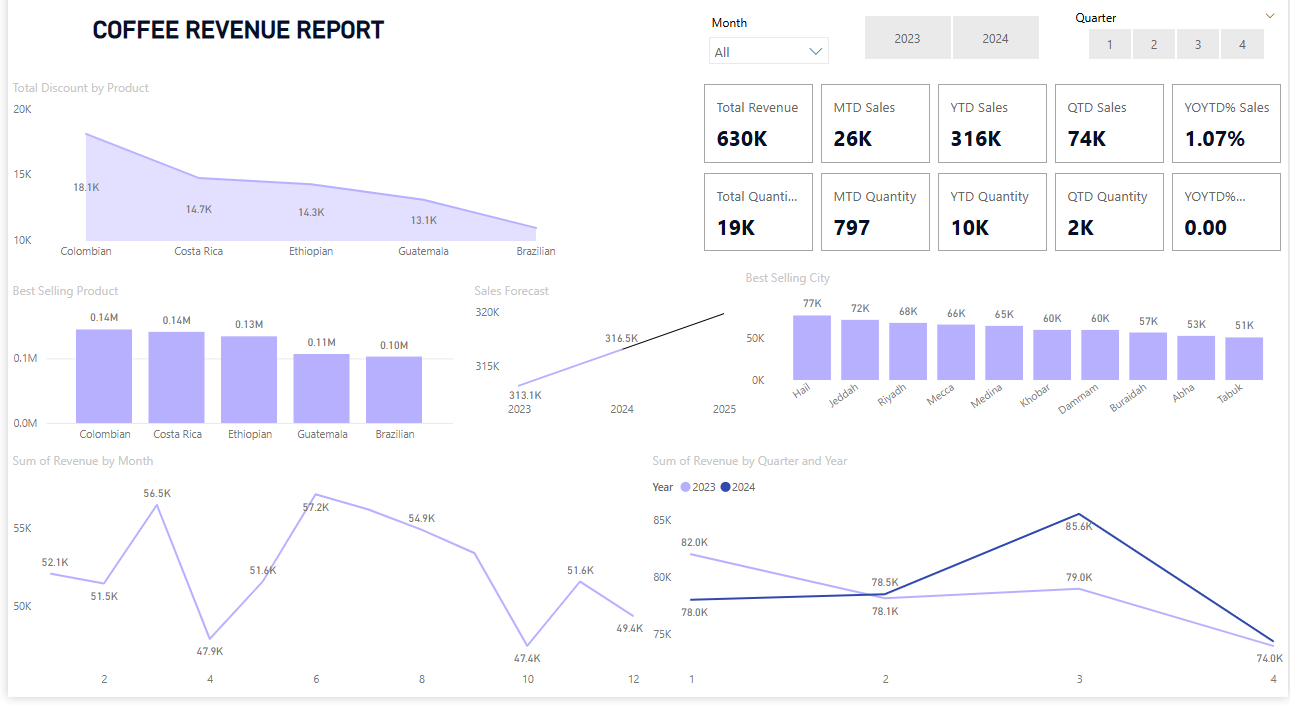 COFFEE REVENUE REPORT
Month
All
2023
2024
Quarter
1
2
3
4
Total Revenue
630K
MTD Sales
26K
YTD Sales
316K
QTD Sales
74K
YOYTD% Sales
1.07%
Total Quanti...
19K
MTD Quantity
797
YTD Quantity
10K
QTD Quantity
2K
YOYTD%...
0.00
Total Discount by Product
20K
15K
10K
18.1K
14.7K
14.3K
13.1K
Colombian
Costa Rica
Ethiopian
Guatemala
Brazilian
Best Selling Product
0.1M
0.0M
0.14M
0.14M
0.13M
0.11M
0.10M
Colombian
Costa Rica
Ethiopian
Guatemala
Brazilian
Sales Forecast
320K
315K
316.5K
313.1K
2023
2024
2025
Best Selling City
50K
0K
77K
72K
68K
66K
65K
60K
60K
57K
53K
51K
Hail
Jeddah
Riyadh
Mecca
Medina
Khobar
Dammam
Buraidah
Abha
Tabuk
Sum of Revenue by Month
55K
50K
52.1K
51.5K
56.5K
47.9K
51.6K
57.2K
54.9K
47.4K
51.6K
49.4K
2
4
6
8
10
12
Sum of Revenue by Quarter and Year
Year 2023 2024
85K
80K
75K
82.0K
78.0K
78.5K
78.1K
85.6K
79.0K
74.0K
1
2
3
4